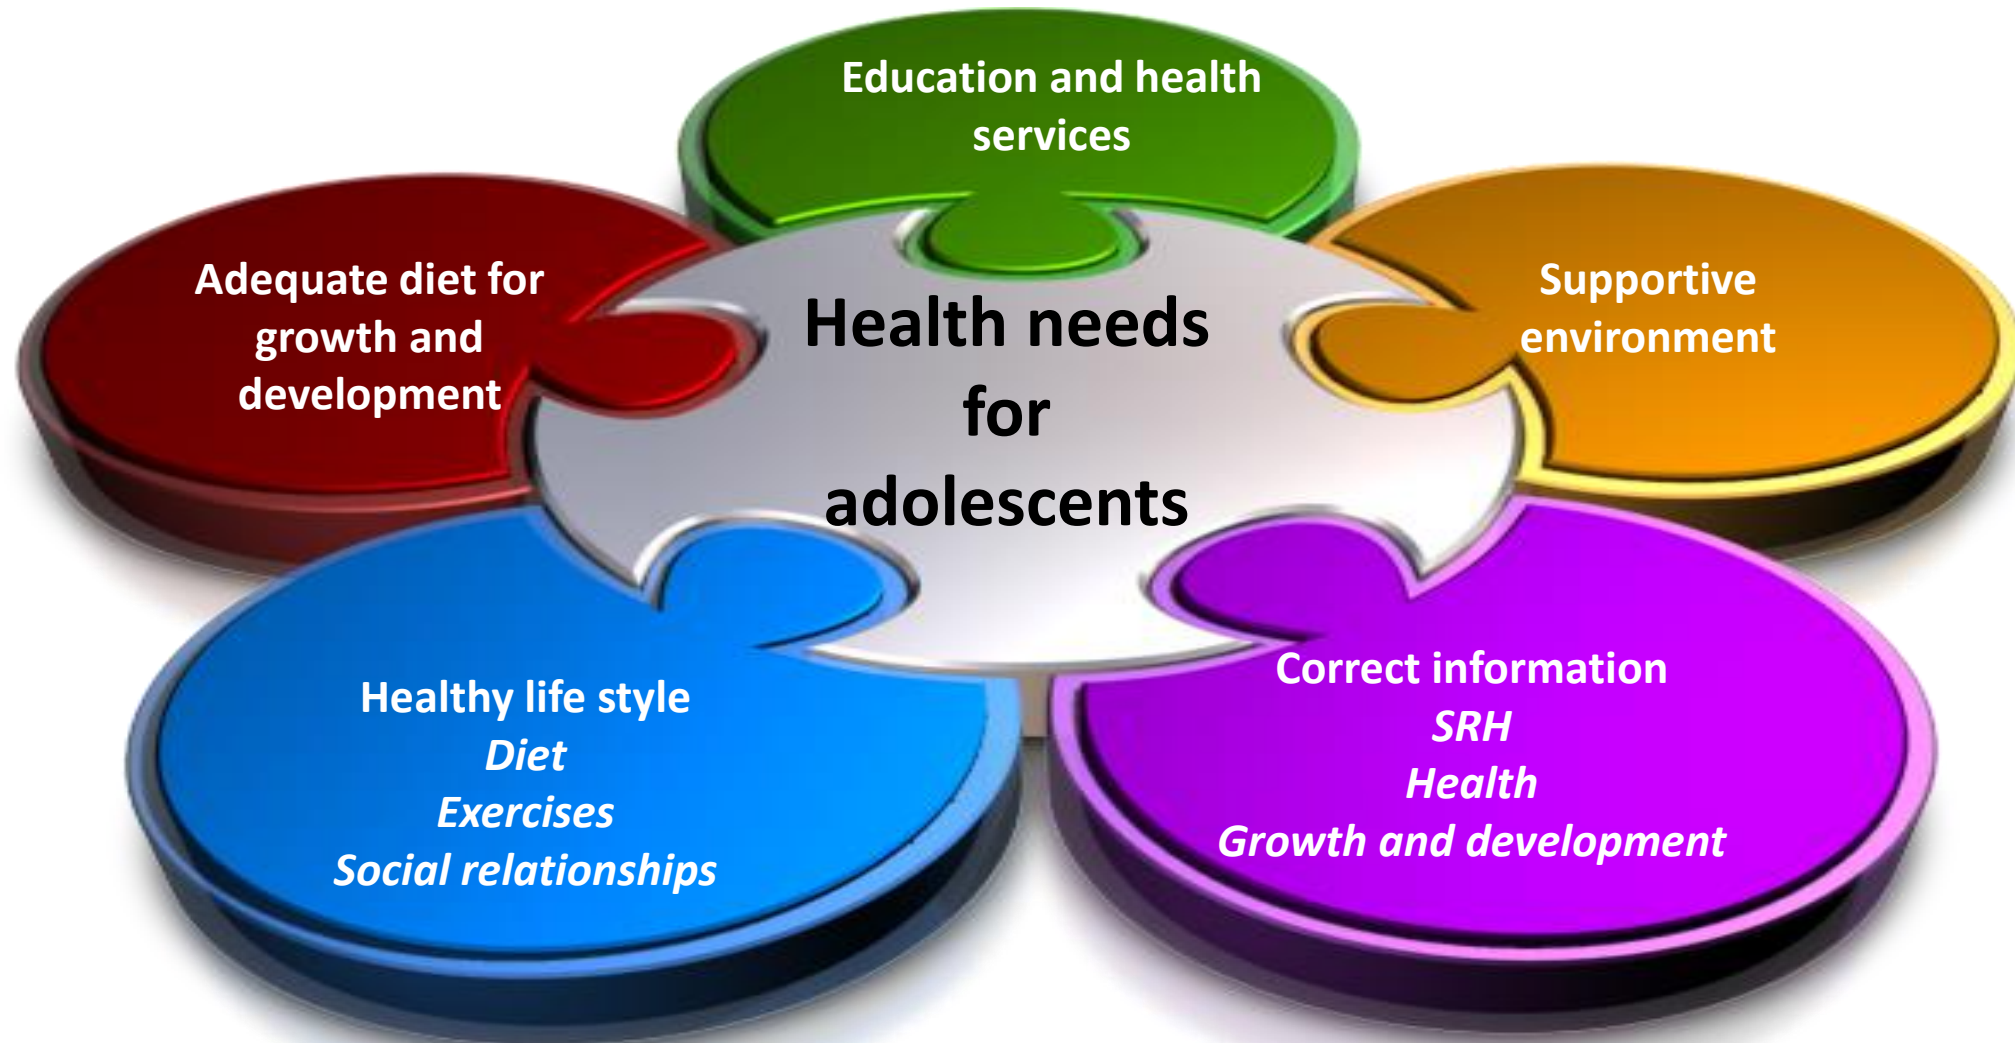 Education and health
services
Adequate diet for
growth and
development
Supportive
environment
Health needs
for
adolescents
Healthy life style
Diet
Exercises
Social relationships
Correct information
SRH
Health
Growth and development